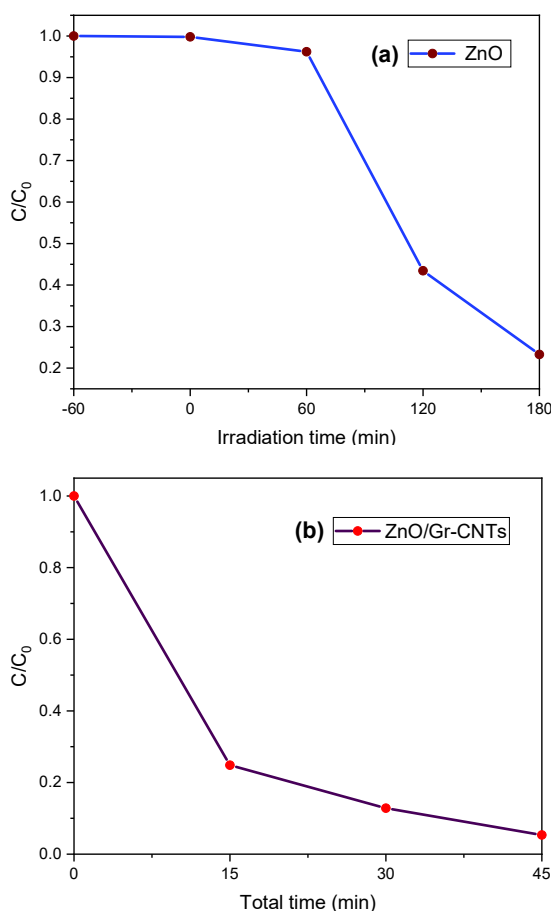 1.0
0.9
0.8
0.7
0.6
0.5
0.4
0.3
0.2
C/C0
(a) ZnO
-60 0 60 120 180
Irradiation time (min)
1.0
0.8
0.6
0.4
0.2
0.0
C/C0
(b) ZnO/Gr-CNTs
0 15 30 45
Total time (min)